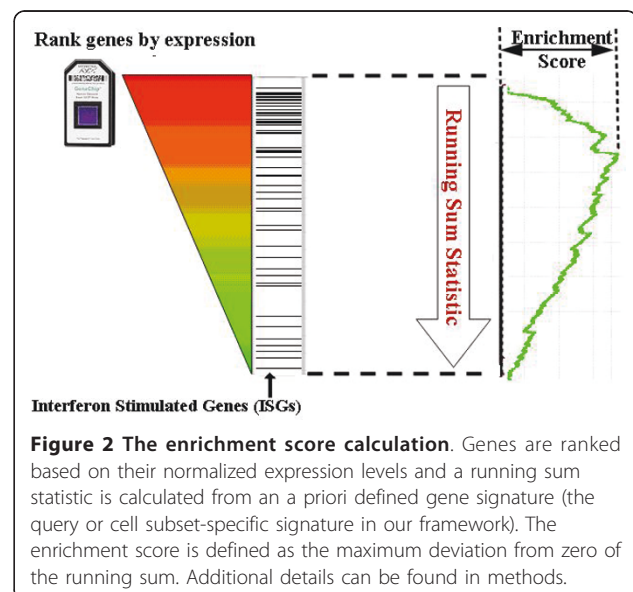 Rank genes by expression
Enrichment
Score
GeneChip
Running Sum Statistic
Interferon Stimulated Genes (ISGs)
Figure 2 The enrichment score calculation. Genes are ranked
based on their normalized expression levels and a running sum
statistic is calculated from an a priori defined gene signature (the
query or cell subset-specific signature in our framework). The
enrichment score is defined as the maximum deviation from zero of
the running sum. Additional details can be found in methods.